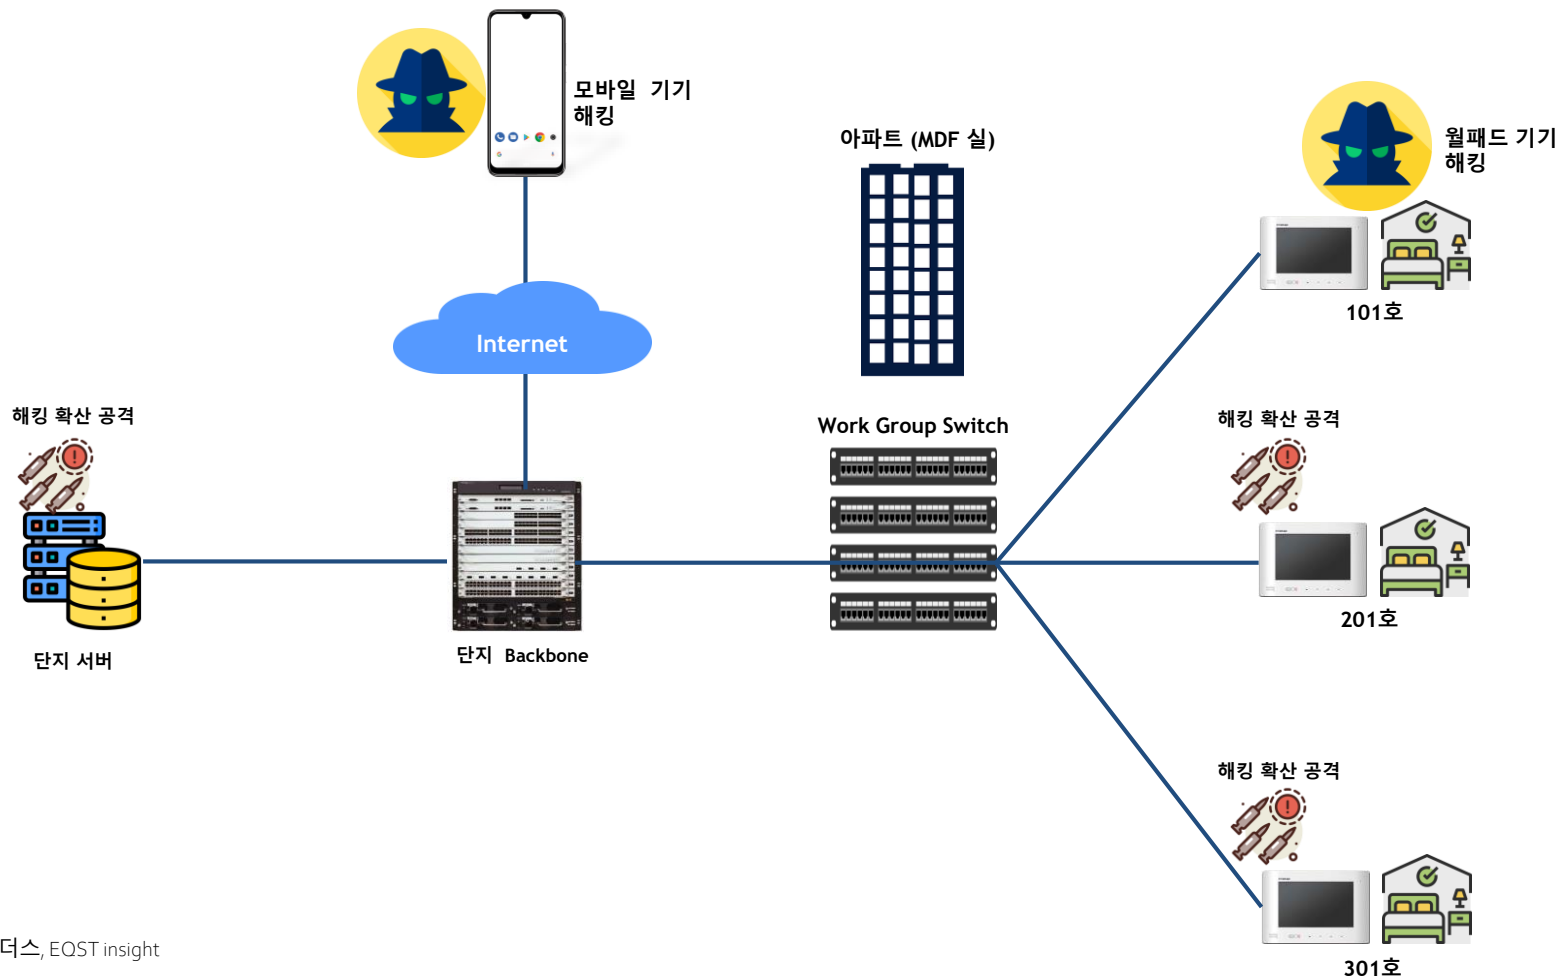 모바일 기기
해킹
아파트 (MDF 실)
월패드 기기
해킹
101호
Internet
해킹 확산 공격
Work Group Switch
해킹 확산 공격
단지 서버
단지 Backbone
201호
해킹 확산 공격
301호
더스, EQST insight